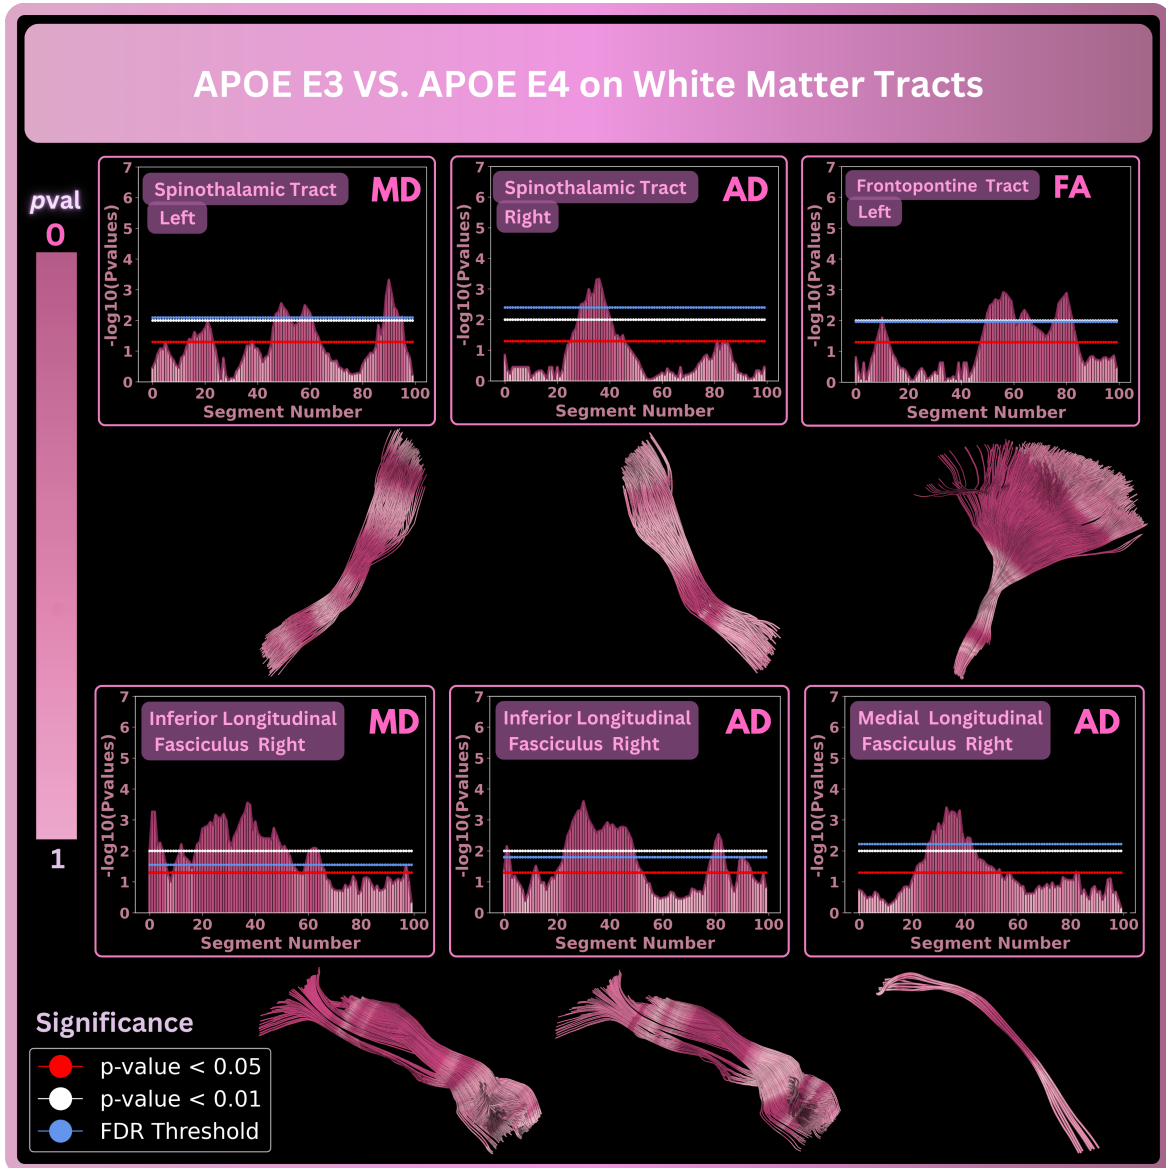 APOE E3 VS. APOE E4 on White Matter Tracts
pval
0
1
7
6
5
4
3
2
1
0
-log10(Pvalues)
Spinothalamic Tract
Left
MD
0 20 40 60 80 100
Segment Number
7
6
5
4
3
2
1
0
-log10(Pvalues)
Spinothalamic Tract
Right
AD
0 20 40 60 80 100
Segment Number
7
6
5
4
3
2
1
0
-log10(Pvalues)
Frontopontine Tract
Left
FA
0 20 40 60 80 100
Segment Number
7
6
5
4
3
2
1
0
-log10(Pvalues)
Inferior Longitudinal
Fasciculus Right
MD
0 20 40 60 80 100
Segment Number
7
6
5
4
3
2
1
0
-log10(Pvalues)
Inferior Longitudinal
Fasciculus Right
AD
0 20 40 60 80 100
Segment Number
7
6
5
4
3
2
1
0
-log10(Pvalues)
Medial Longitudinal
Fasciculus Right
AD
0 20 40 60 80 100
Segment Number
Significance
p-value < 0.05
p-value < 0.01
FDR Threshold